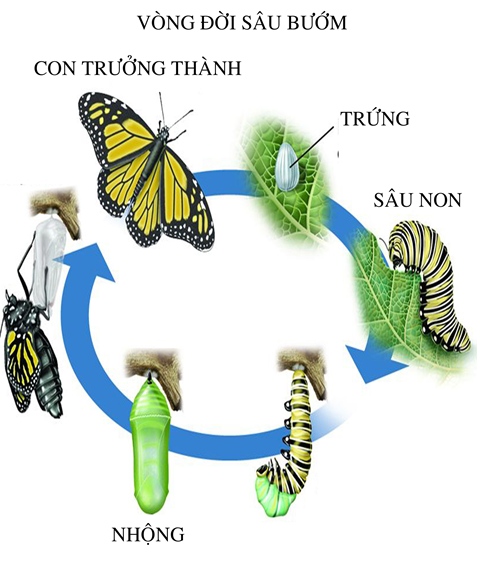 VÒNG ĐỜI SÂU BƯỚM
CON TRƯỞNG THÀNH
TRỨNG
SÂU NON
NHỘNG